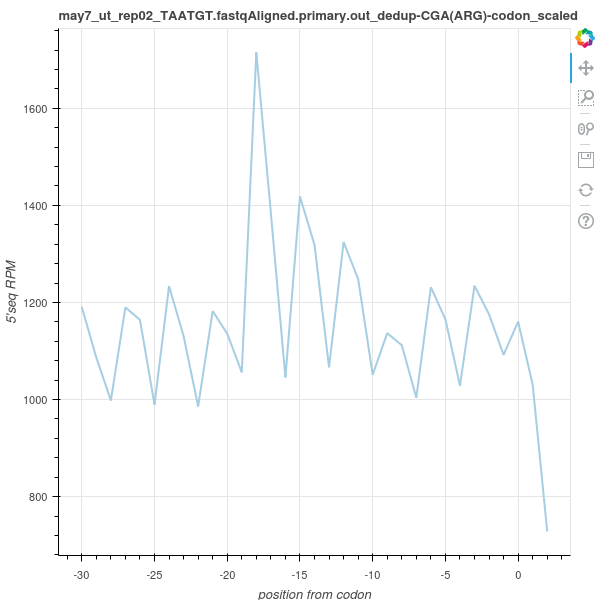 may7_ut_rep02_TAATGT.fastqAligned.primary.out_dedup-CGA(ARG)-codon_scaled
1600
1400
1200
1000
800
5'seq RPM
-30 -25 -20 -15 -10 -5 0
position from codon